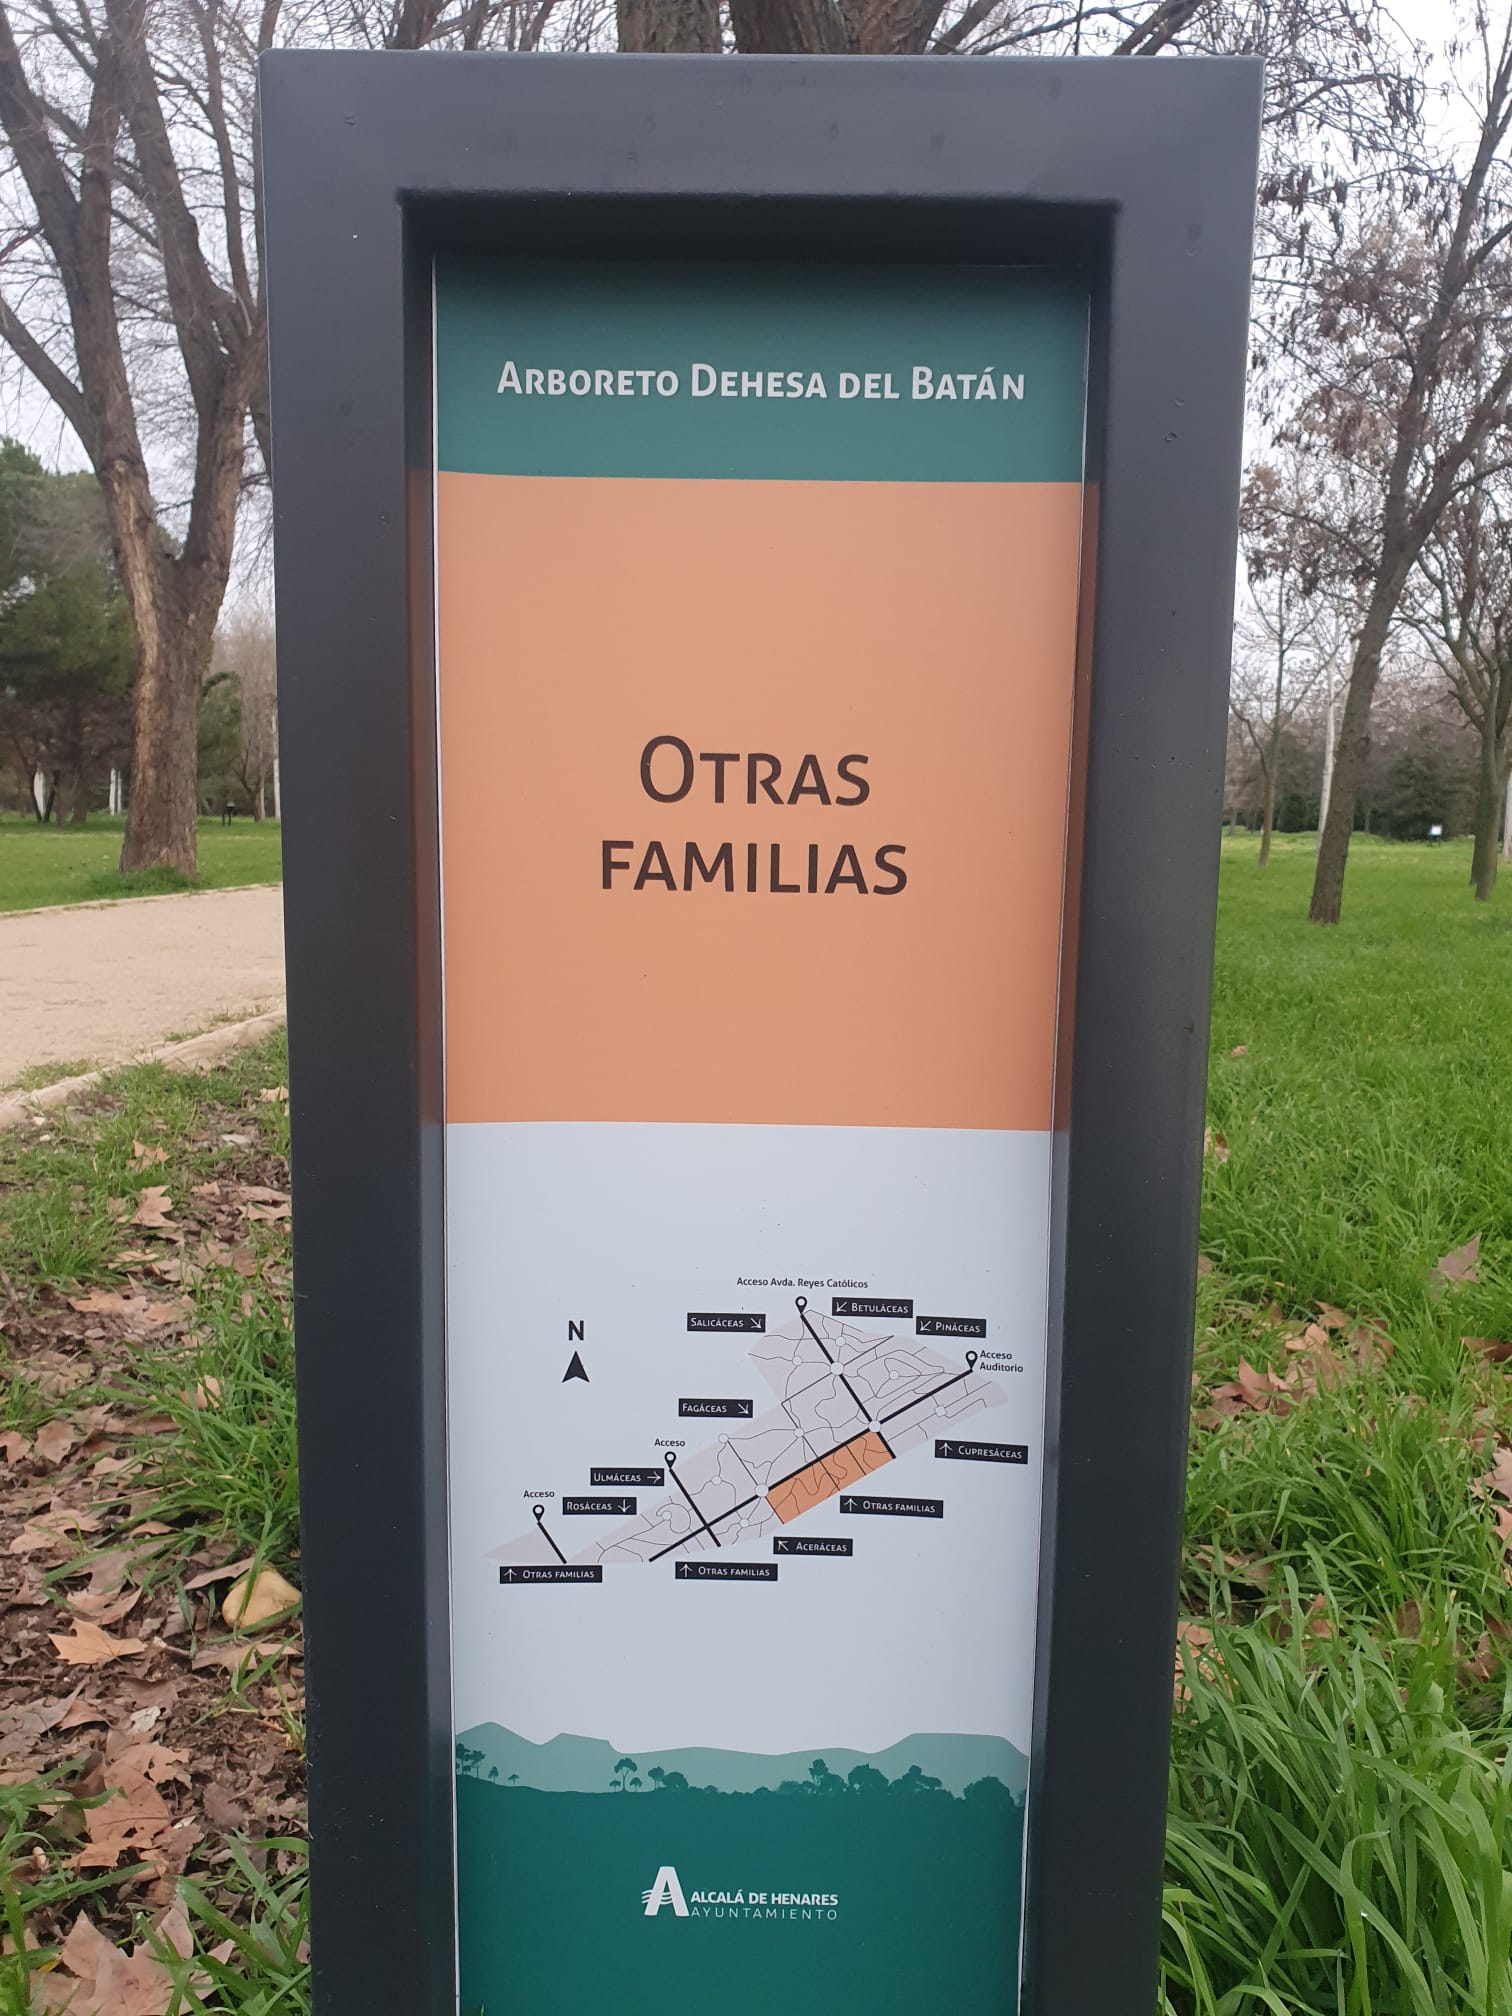 Arboreto Dehesa del Batán
Otras
familias
Acceso Avda. Reyes Católicos
Betuláceas
Salicáceas
Pináceas
N
Acceso
Auditorio
Fagáceas
Acceso
Cupresáceas
Ulmáceas
Acceso
Rosáceas
Otras familias
Aceráceas
Otras familias
Otras familias
A ALCALÁ DE HENARES
AYUNTAMIENTO